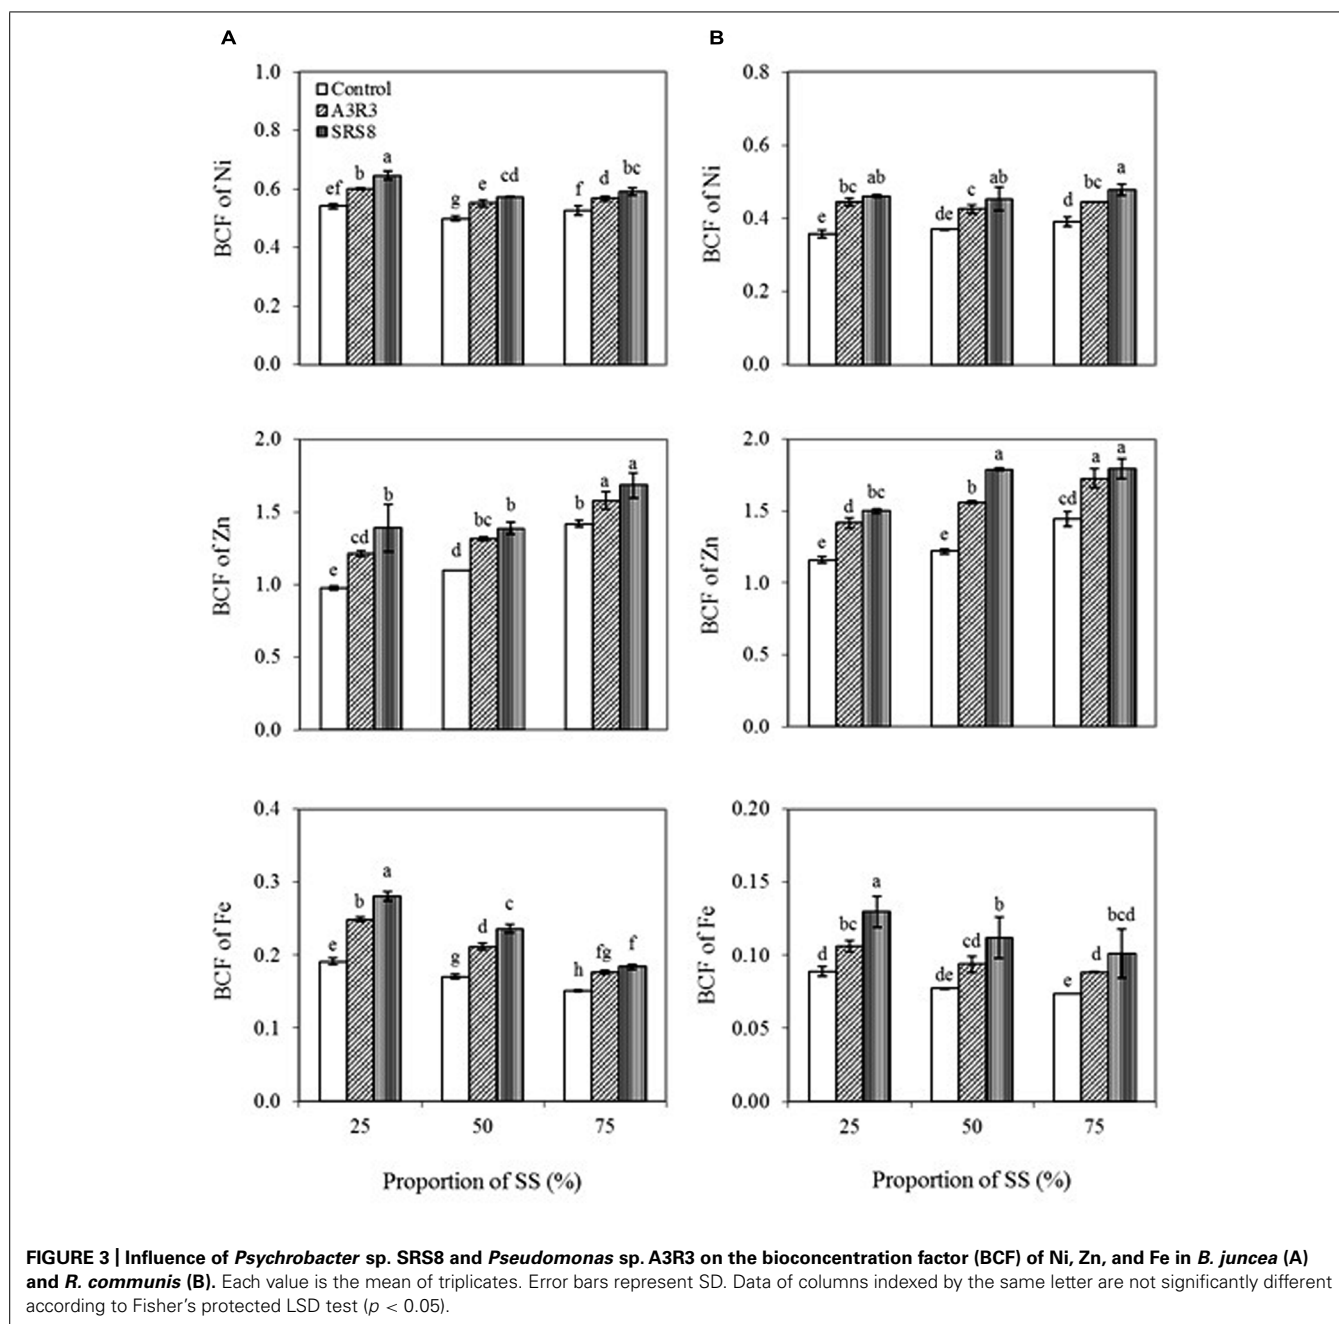 A
B
1.0
0.8
0.6
0.4
0.2
0.0
BCF of Ni
Control
A3R3
SRS8
ef b a
g e cd
f d bc
0.8
0.6
0.4
0.2
0.0
BCF of Ni
e bc ab
de c ab
d bc a
2.0
1.5
1.0
0.5
0.0
BCF of Zn
e cd b
d bc b
b a a
2.0
1.5
1.0
0.5
0.0
BCF of Zn
e d bc
e b a
cd a a
0.4
0.3
0.2
0.1
0.0
BCF of Fe
e b a
g d c
h fg f
25 50 75
Proportion of SS (%)
0.20
0.15
0.10
0.05
0.00
BCF of Fe
d bc a
de cd b
e d bcd
25 50 75
Proportion of SS (%)
FIGURE 3 | Influence of Psychrobacter sp. SRS8 and Pseudomonas sp. A3R3 on the bioconcentration factor (BCF) of Ni, Zn, and Fe in B. juncea (A)
and R. communis (B). Each value is the mean of triplicates. Error bars represent SD. Data of columns indexed by the same letter are not significantly different
according to Fisher's protected LSD test (p < 0.05).